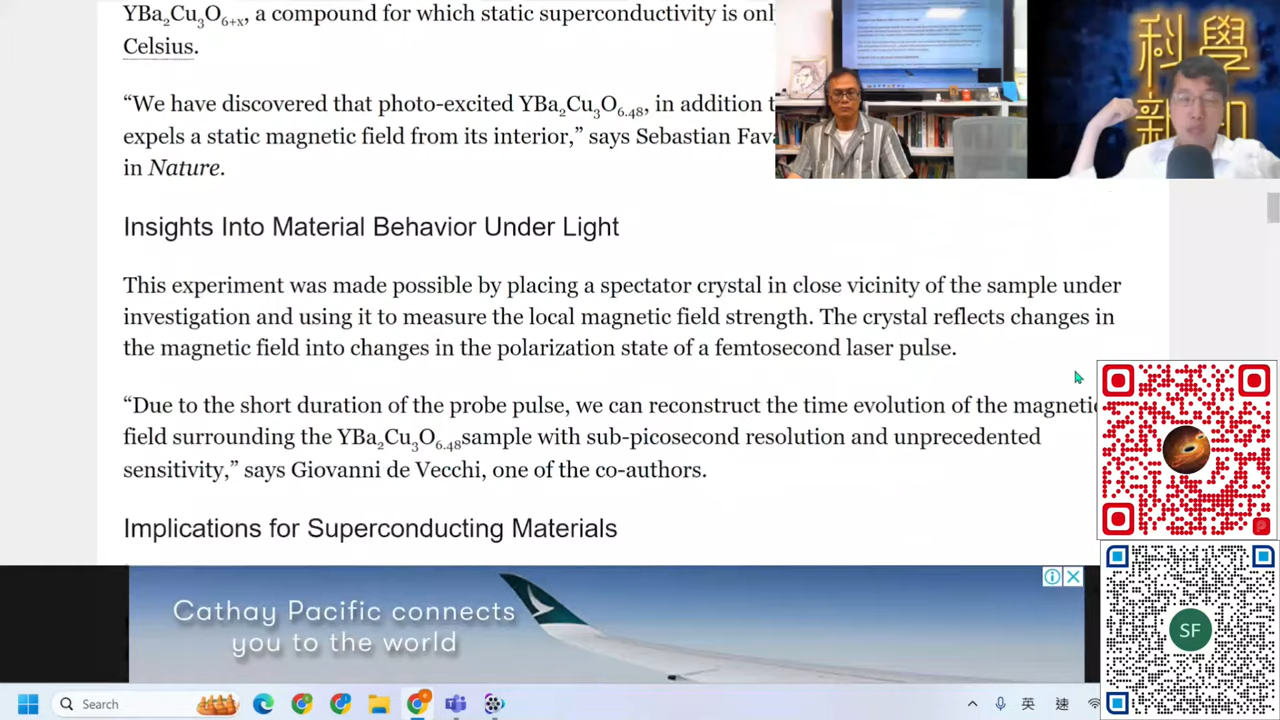 YBa₂Cu₃O₆₊ₓ, a compound for which static superconductivity is onl
Celsius.
“We have discovered that photo-excited YBa₂Cu₃O₆.₄₈, in addition t
expels a static magnetic field from its interior,” says Sebastian Fava
in Nature.
科學
新知
Insights Into Material Behavior Under Light
This experiment was made possible by placing a spectator crystal in close vicinity of the sample under
investigation and using it to measure the local magnetic field strength. The crystal reflects changes in
the magnetic field into changes in the polarization state of a femtosecond laser pulse.
“Due to the short duration of the probe pulse, we can reconstruct the time evolution of the magnetic
field surrounding the YBa₂Cu₃O₆.₄₈sample with sub-picosecond resolution and unprecedented
sensitivity,” says Giovanni de Vecchi, one of the co-authors.
Implications for Superconducting Materials
Cathay Pacific connects
you to the world
SF
Search
英
速